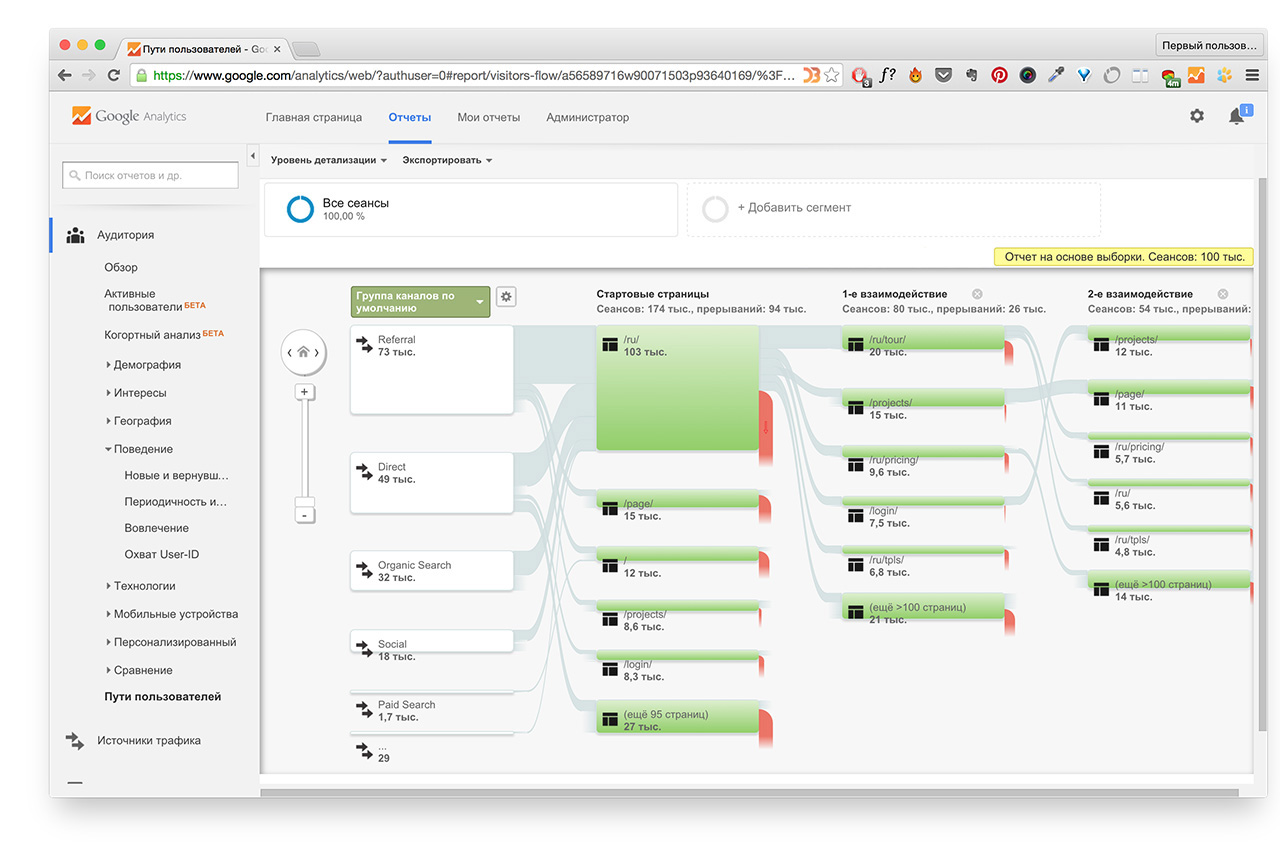 Пути пользователей - Goo
Первый пользов…
https://www.google.com/analytics/web/?authuser=0#report/visitors-flow/a56589716w90071503p93640169/%3F…
3
f?
4m
Google Analytics
Главная страница
Отчеты
Мои отчеты
Администратор
i
Поиск отчетов и др.
Аудитория
Обзор
Активные
пользователи БЕТА
Когортный анализ БЕТА
Демография
Интересы
География
Поведение
Новые и вернувш…
Периодичность и…
Вовлечение
Охват User-ID
Технологии
Мобильные устройства
Персонализированный
Сравнение
Пути пользователей
Источники трафика
Уровень детализации
Экспортировать
Все сеансы
100,00 %
+ Добавить сегмент
Отчет на основе выборки. Сеансов: 100 тыс.
+
-
Группа каналов по
умолчанию
Referral
73 тыс.
Direct
49 тыс.
Organic Search
32 тыс.
Social
18 тыс.
Paid Search
1,7 тыс.
...
29
Стартовые страницы
Сеансов: 174 тыс., прерываний: 94 тыс.
/ru/
103 тыс.
/page/
15 тыс.
/
12 тыс.
/projects/
8,6 тыс.
/login/
8,3 тыс.
(ещё 95 страниц)
27 тыс.
1-е взаимодействие
Сеансов: 80 тыс., прерываний: 26 тыс.
/ru/tour/
20 тыс.
/projects/
15 тыс.
/ru/pricing/
9,6 тыс.
/login/
7,5 тыс.
/ru/tpls/
6,8 тыс.
(ещё >100 страниц)
21 тыс.
2-е взаимодействие
Сеансов: 54 тыс., прерываний:
/projects/
12 тыс.
/page/
11 тыс.
/ru/pricing/
5,7 тыс.
/ru/
5,6 тыс.
/ru/tpls/
4,8 тыс.
(ещё >100 страниц)
14 тыс.